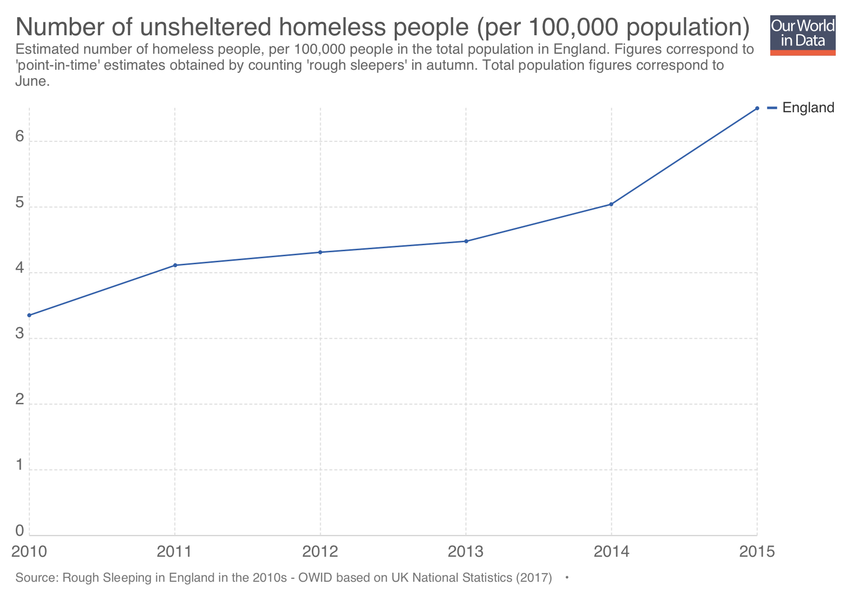 Number of unsheltered homeless people (per 100,000 population)
Our World
in Data
Estimated number of homeless people, per 100,000 people in the total population in England. Figures correspond to
'point-in-time' estimates obtained by counting 'rough sleepers' in autumn. Total population figures correspond to
June.
England
6
5
4
3
2
1
0
2010 2011 2012 2013 2014 2015
Source: Rough Sleeping in England in the 2010s - OWID based on UK National Statistics (2017) •